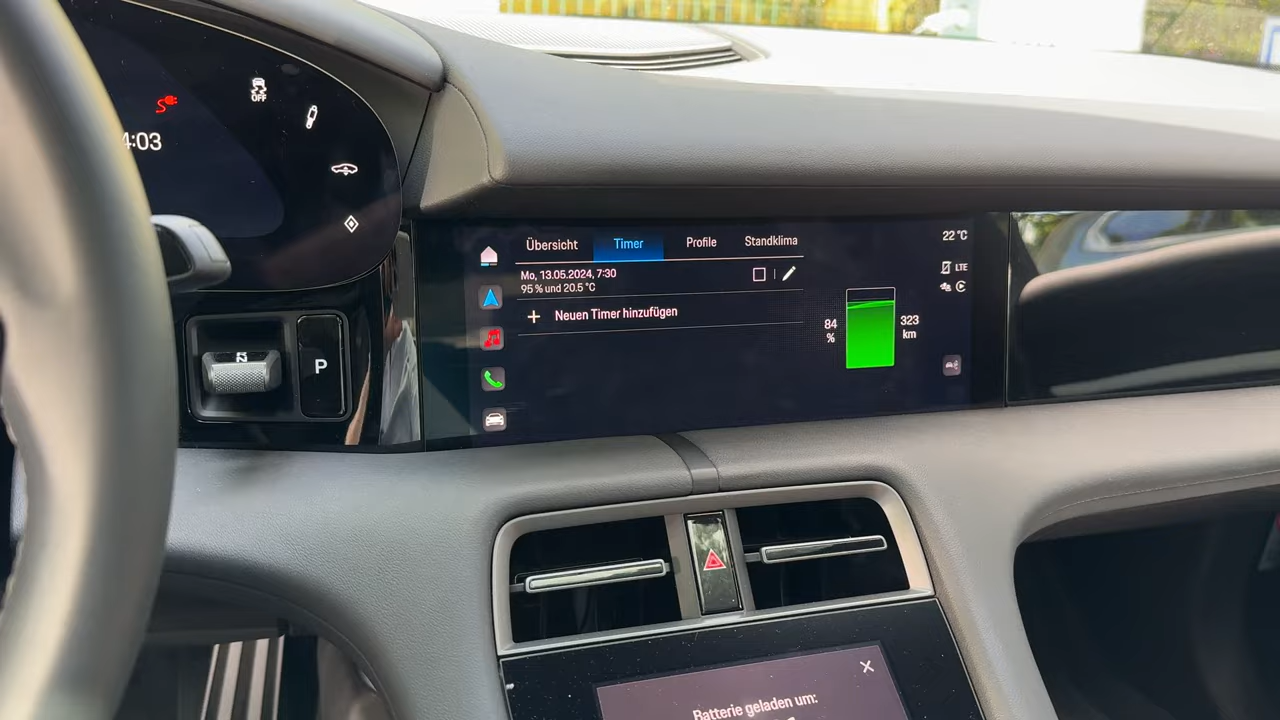 OFF
4:03
P
Übersicht
Timer
Profile
Standklima
Mo, 13.05.2024, 7:30
95 % und 20.5 °C
Neuen Timer hinzufügen
84
%
323
km
22 °C
LTE
Batterie geladen um: